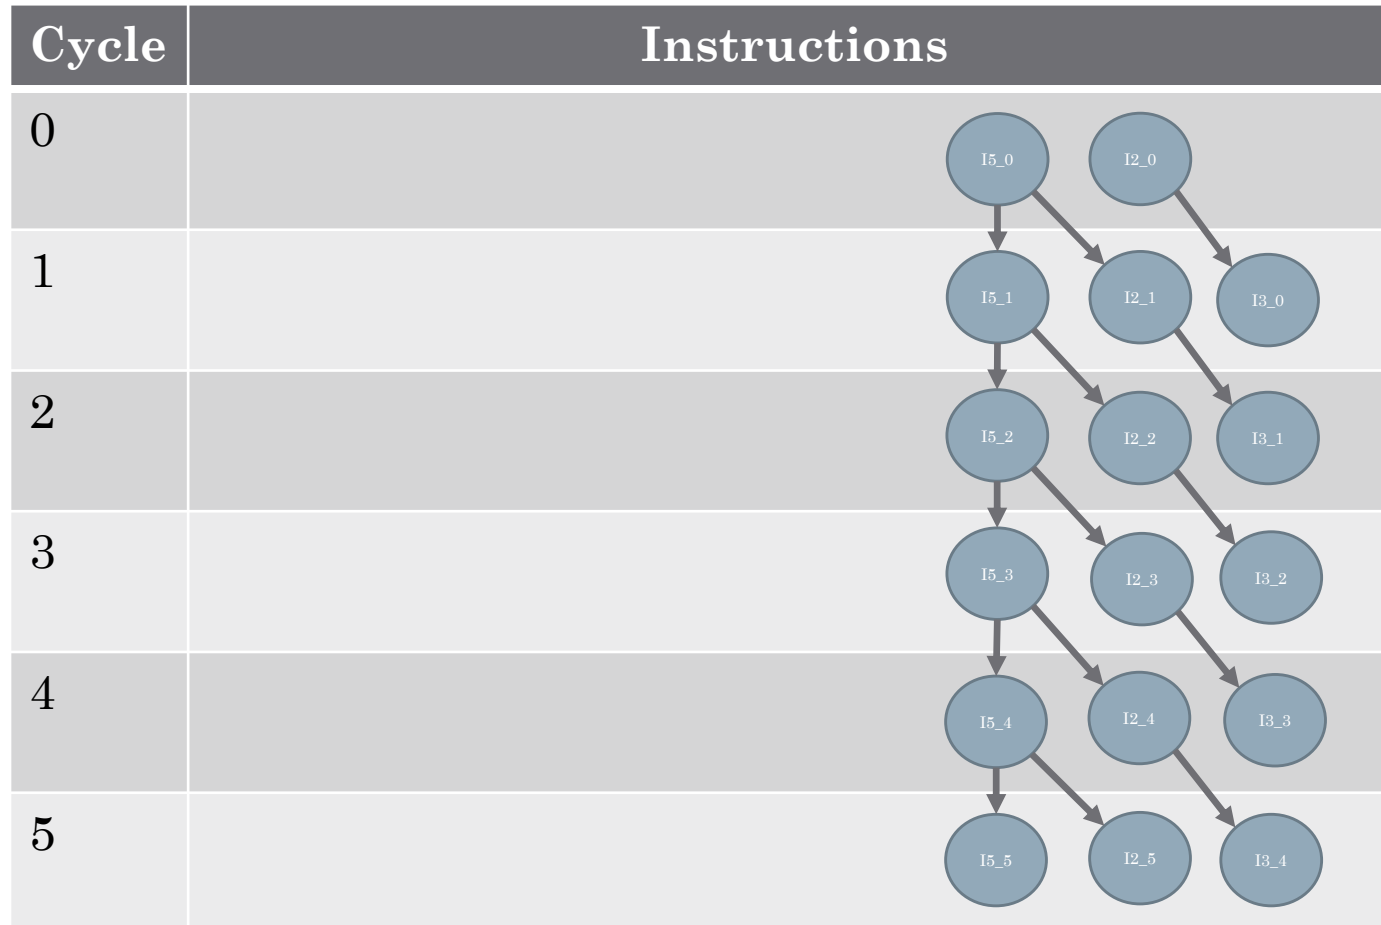 Cycle Instructions
0
I5_0 I2_0
1
I5_1 I2_1 I3_0
2
I5_2 I2_2 I3_1
3
I5_3 I2_3 I3_2
4
I5_4 I2_4 I3_3
5
I5_5 I2_5 I3_4